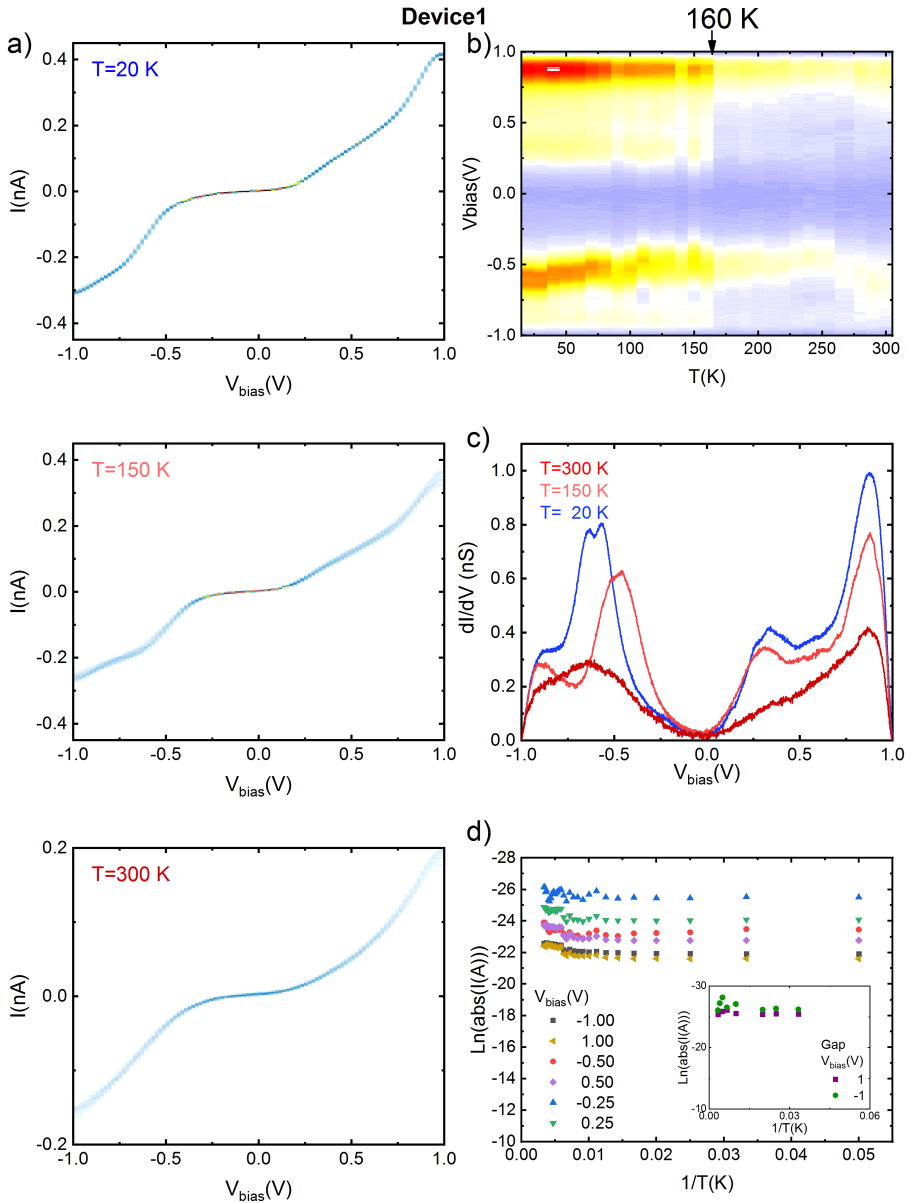 Device1
160 K
a)
T=20 K
I(nA)
0.4
0.2
0.0
-0.2
-0.4
-1.0 -0.5 0.0 0.5 1.0
V_bias(V)
b)
Vbias(V)
1.0
0.5
0.0
-0.5
-1.0
50 100 150 200 250 300
T(K)
T=150 K
I(nA)
0.4
0.2
0.0
-0.2
-0.4
-1.0 -0.5 0.0 0.5 1.0
V_bias(V)
c)
T=300 K
T=150 K
T= 20 K
dI/dV (nS)
1.0
0.8
0.6
0.4
0.2
0.0
-1.0 -0.5 0.0 0.5 1.0
V_bias(V)
T=300 K
I(nA)
0.2
0.0
-0.2
-1.0 -0.5 0.0 0.5 1.0
V_bias(V)
d)
Ln(abs(I(A)))
-28
-26
-24
-22
-20
-18
-16
-14
-12
-10
0.00 0.01 0.02 0.03 0.04 0.05
1/T(K)
V_bias(V)
-1.00
1.00
-0.50
0.50
-0.25
0.25
Ln(abs(I(A)))
-30
-20
-10
0.00 0.03 0.06
1/T(K)
Gap
V_bias(V)
1
-1